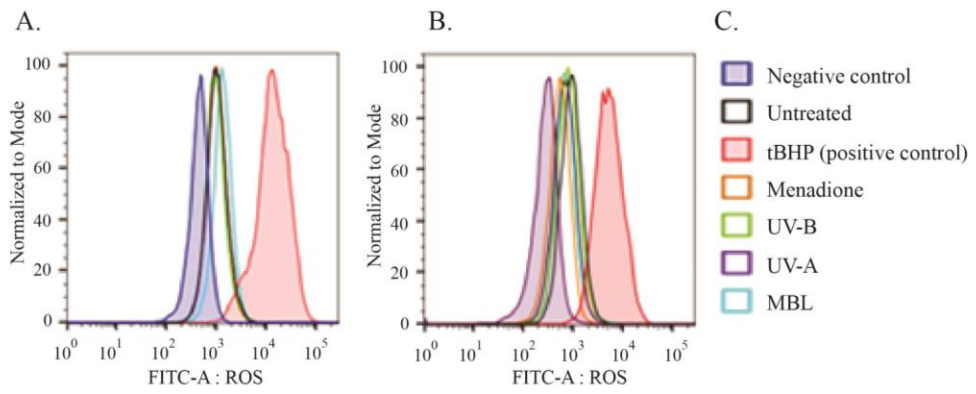 A.
Normalized to Mode
100
80
60
40
20
0
10^0 10^1 10^2 10^3 10^4 10^5
FITC-A : ROS
B.
Normalized to Mode
100
80
60
40
20
0
10^0 10^1 10^2 10^3 10^4 10^5
FITC-A : ROS
C.
Negative control
Untreated
tBHP (positive control)
Menadione
UV-B
UV-A
MBL